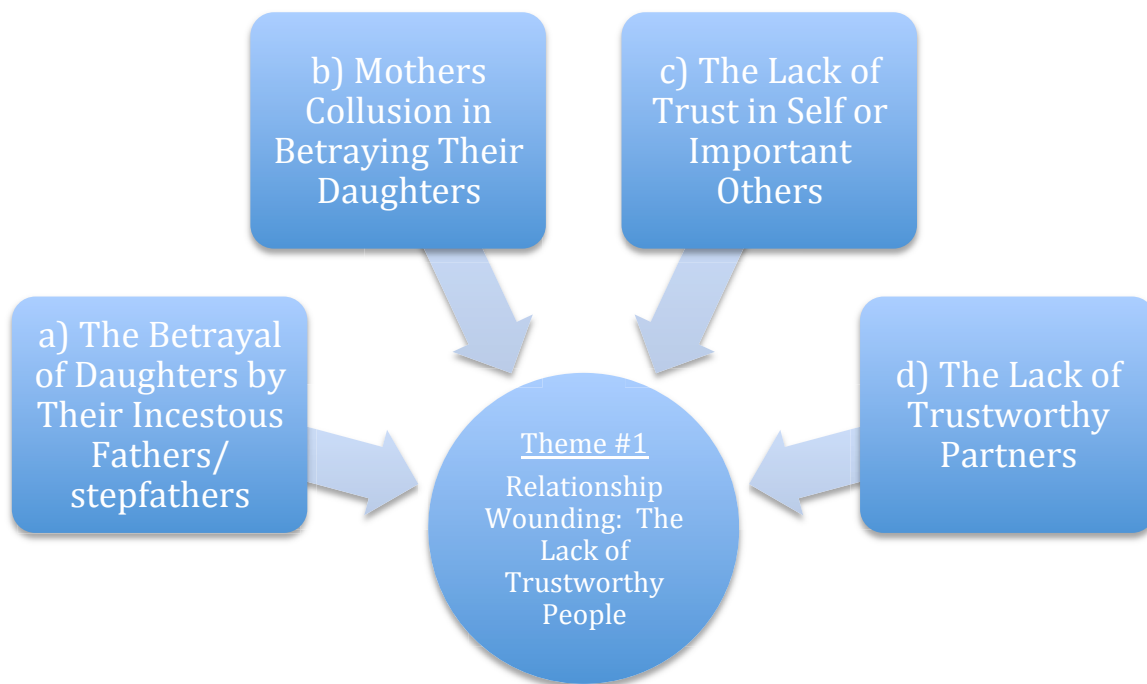 a) The Betrayal
of Daughters by
Their Incestous
Fathers/
stepfathers
b) Mothers
Collusion in
Betraying Their
Daughters
c) The Lack of
Trust in Self or
Important
Others
d) The Lack of
Trustworthy
Partners
Theme #1
Relationship
Wounding: The
Lack of
Trustworthy
People